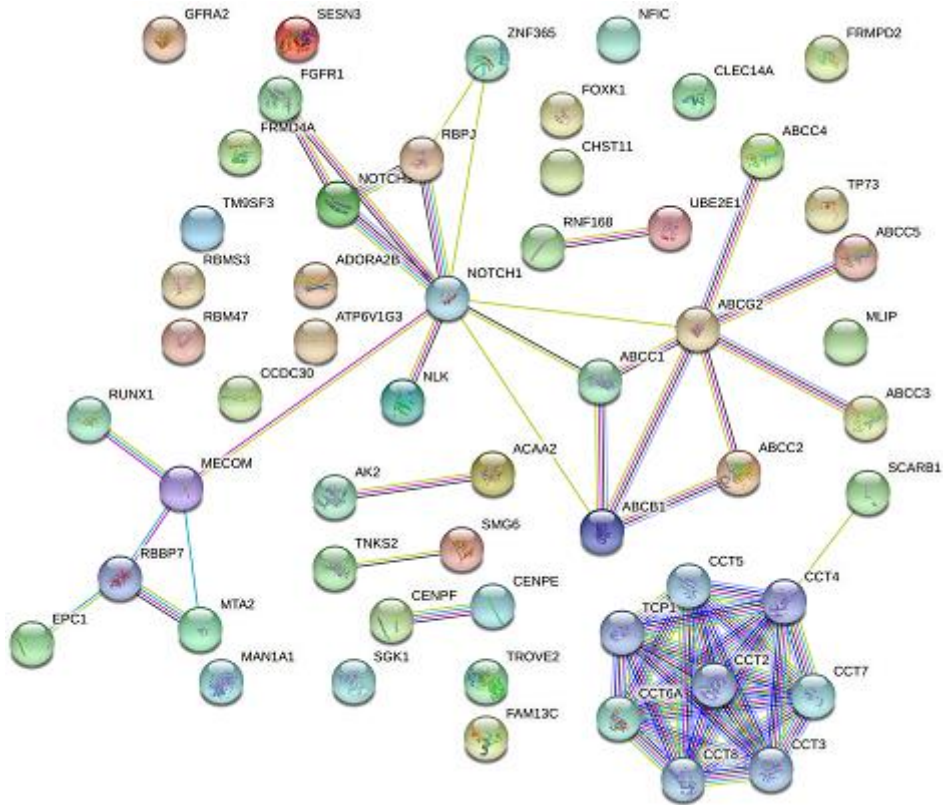 GFRA2
SESN3
ZNF365
NFIC
FRMPD2
FGFR1
CLEC14A
FOXK1
FRMD4A
RBPJ
ABCC4
CHST11
NOTCH3
TP73
TM9SF3
RNF168
UBE2E1
ABCC5
RBMS3
ADORA2B
NOTCH1
ABCG2
RBM47
ATP6V1G3
MLIP
ABCC1
CCDC30
NLK
RUNX1
ABCC3
ACAA2
ABCC2
MECOM
AK2
SCARB1
ABCB1
SMG6
TNKS2
RBBP7
CCT5
CCT4
CENPF
CENPE
MTA2
TCP1
EPC1
CCT2
MAN1A1
SGK1
TROVE2
CCT7
CCT6A
FAM13C
CCT8
CCT3